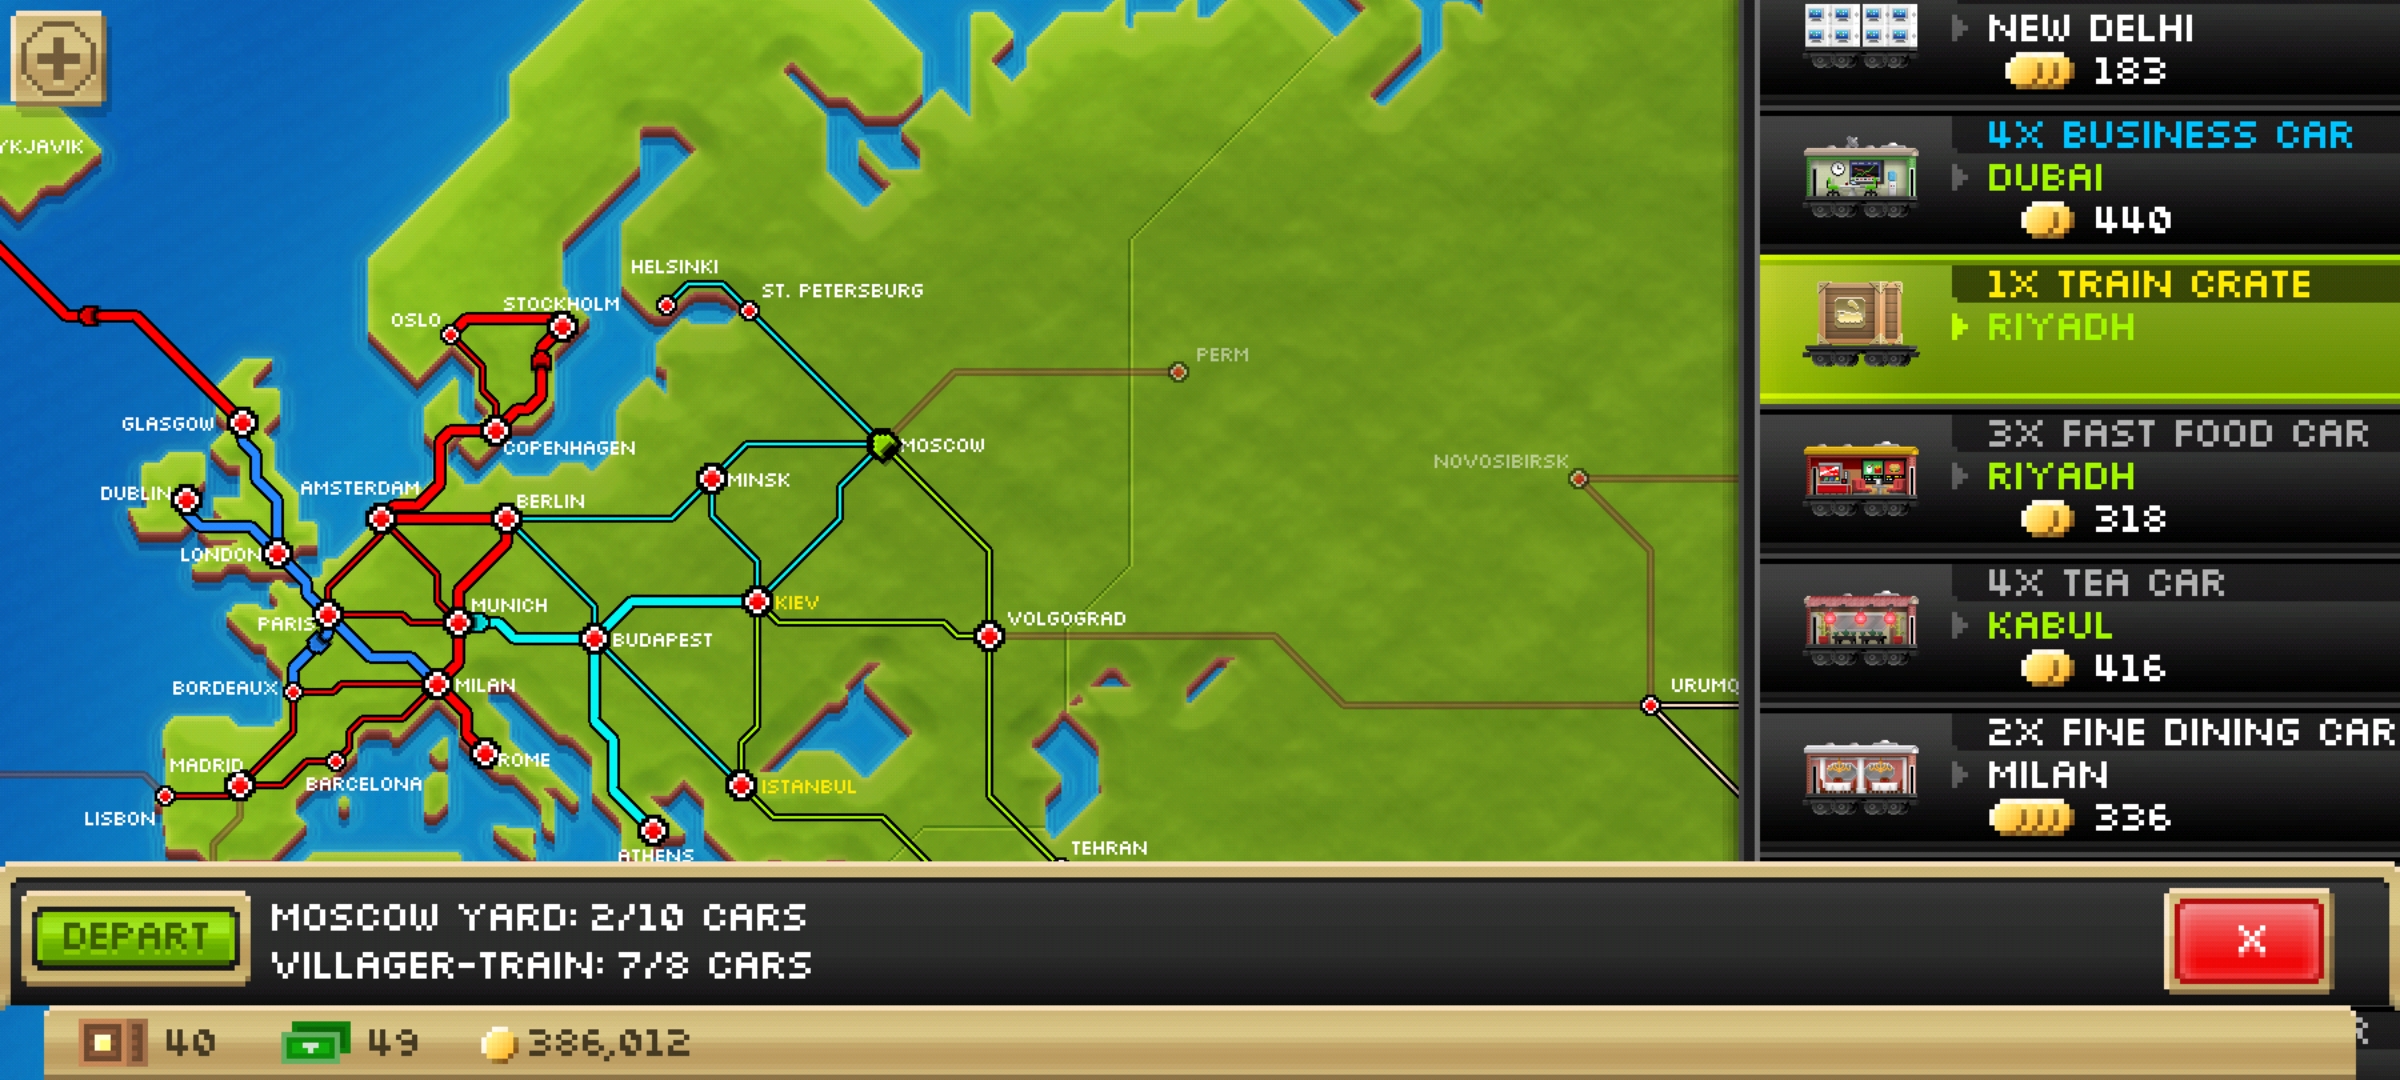 YKJAVIK
HELSINKI
ST. PETERSBURG
STOCKHOLM
OSLO
PERM
GLASGOW
COPENHAGEN
MOSCOW
NOVOSIBIRSK
DUBLIN
AMSTERDAM
BERLIN
MINSK
LONDON
PARIS
MUNICH
KIEV
VOLGOGRAD
BUDAPEST
BORDEAUX
MILAN
URUMQ
MADRID
ROME
BARCELONA
ISTANBUL
LISBON
ATHENS
TEHRAN
NEW DELHI
183
4X BUSINESS CAR
DUBAI
440
1X TRAIN CRATE
RIYADH
3X FAST FOOD CAR
RIYADH
318
4X TEA CAR
KABUL
416
2X FINE DINING CAR
MILAN
336
DEPART
MOSCOW YARD: 2/10 CARS
VILLAGER-TRAIN: 7/8 CARS
X
40
49
386,012